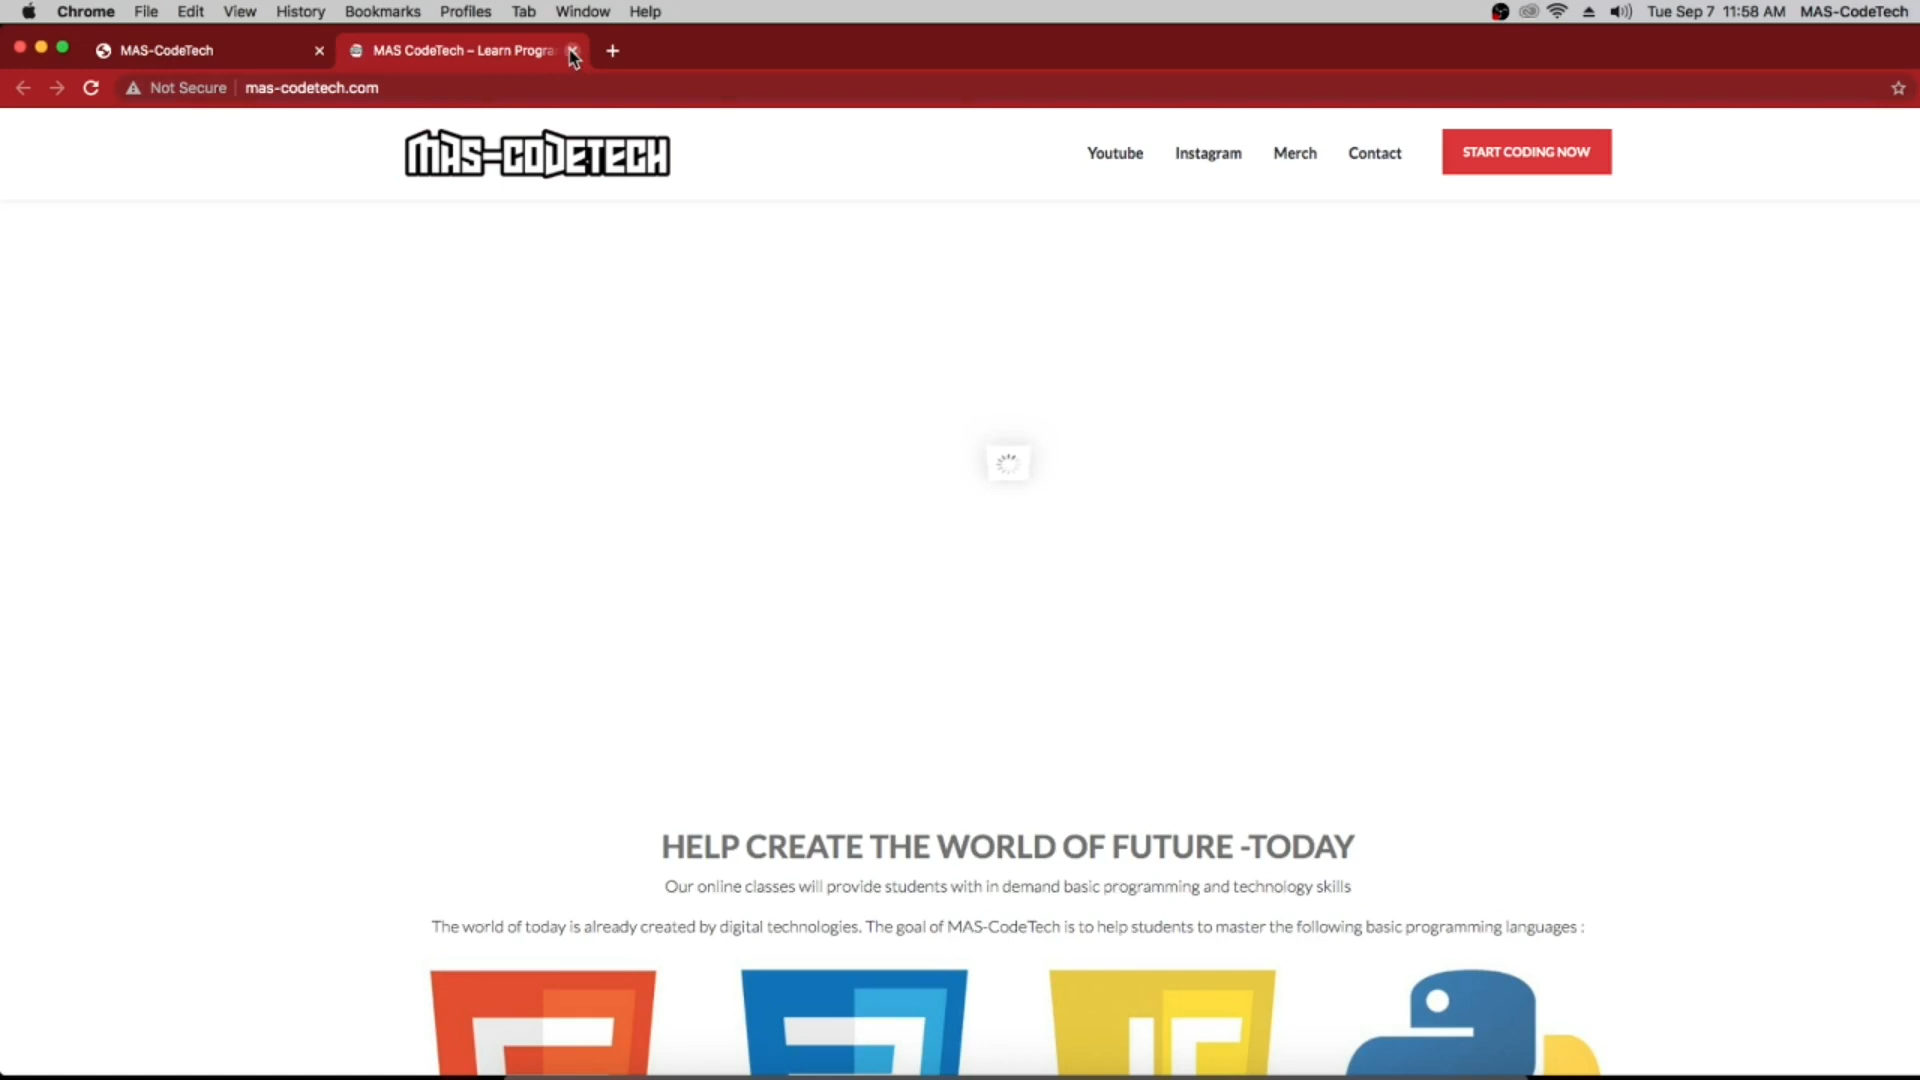 Chrome File Edit View History Bookmarks Profiles Tab Window Help Tue Sep 7 11:58 AM MAS-CodeTech
MAS-CodeTech MAS CodeTech – Learn Progra
Not Secure mas-codetech.com
MAS-CODETECH Youtube Instagram Merch Contact START CODING NOW
HELP CREATE THE WORLD OF FUTURE -TODAY
Our online classes will provide students with in demand basic programming and technology skills
The world of today is already created by digital technologies. The goal of MAS-CodeTech is to help students to master the following basic programming languages :